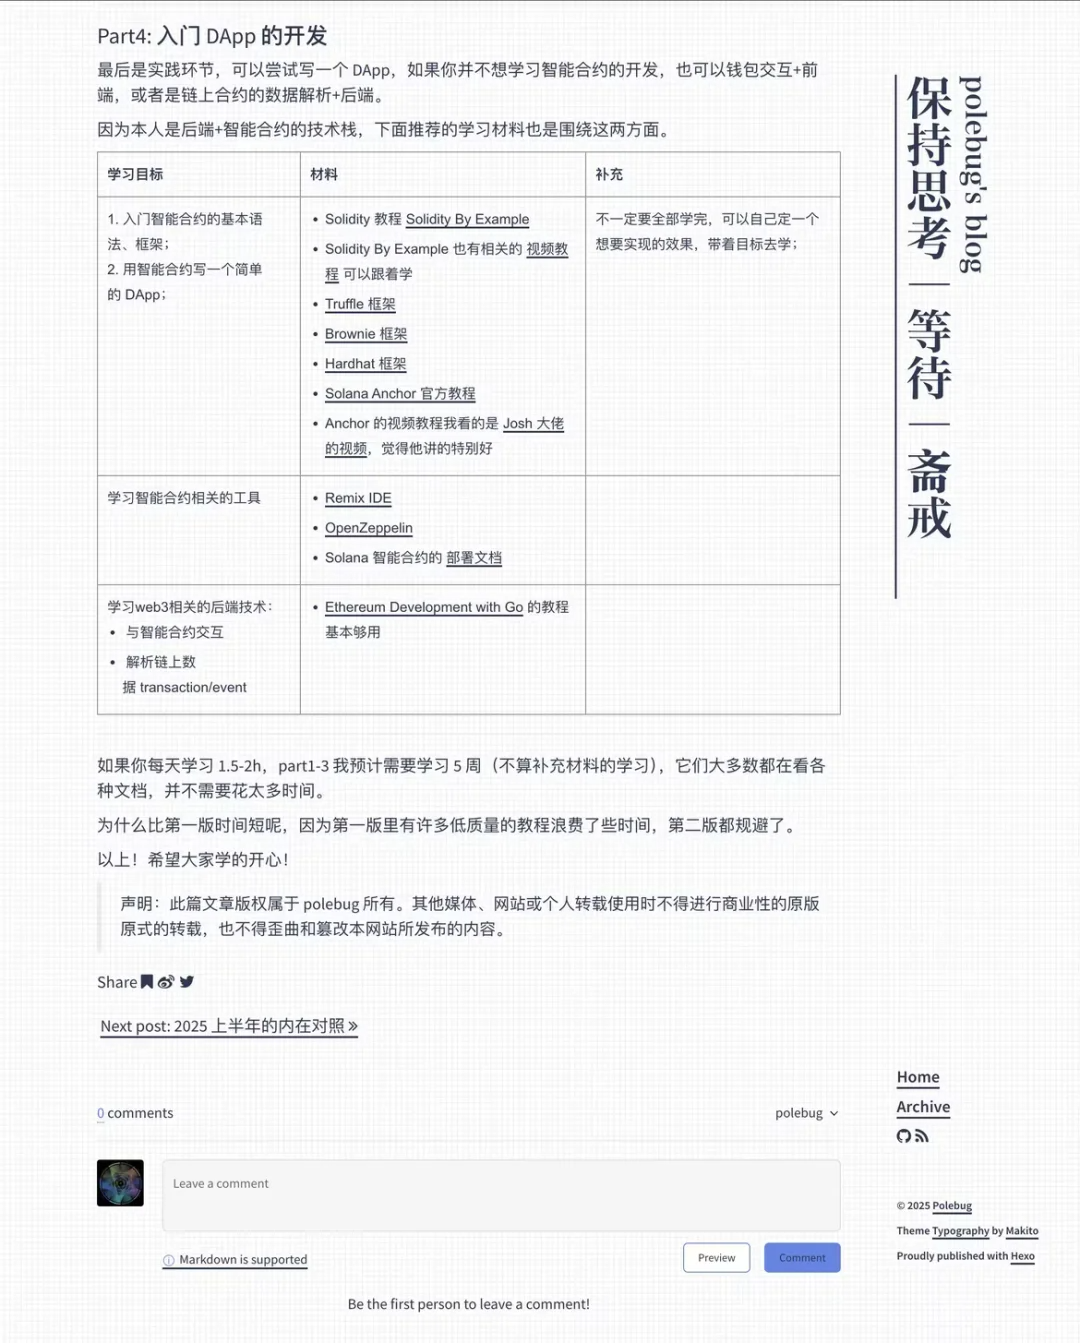 Part4: 入门 DApp 的开发
最后是实践环节，可以尝试写一个 DApp，如果你并不想学习智能合约的开发，也可以钱包交互+前
端，或者是链上合约的数据解析+后端。
因为本人是后端+智能合约的技术栈，下面推荐的学习材料也是围绕这两方面。
学习目标
材料
补充
1. 入门智能合约的基本语
法、框架；
2. 用智能合约写一个简单
的 DApp；
• Solidity 教程 Solidity By Example
• Solidity By Example 也有相关的 视频教
程 可以跟着学
• Truffle 框架
• Brownie 框架
• Hardhat 框架
• Solana Anchor 官方教程
• Anchor 的视频教程我看的是 Josh 大佬
的视频，觉得他讲的特别好
不一定要全部学完，可以自己定一个
想要实现的效果，带着目标去学；
学习智能合约相关的工具
• Remix IDE
• OpenZeppelin
• Solana 智能合约的 部署文档
学习web3相关的后端技术：
• 与智能合约交互
• 解析链上数
据 transaction/event
• Ethereum Development with Go 的教程
基本够用
如果你每天学习 1.5-2h，part1-3 我预计需要学习 5 周（不算补充材料的学习），它们大多数都在看各
种文档，并不需要花太多时间。
为什么比第一版时间短呢，因为第一版里有许多低质量的教程浪费了些时间，第二版都规避了。
以上！希望大家学的开心！
声明：此篇文章版权属于 polebug 所有。其他媒体、网站或个人转载使用时不得进行商业性的原版
原式的转载，也不得歪曲和篡改本网站所发布的内容。
Share
Next post: 2025 上半年的内在对照 »
0 comments
polebug
Leave a comment
Markdown is supported
Preview
Comment
Be the first person to leave a comment!
polebug's blog
保持思考 | 等待 | 斋戒
Home
Archive
© 2025 Polebug
Theme Typography by Makito
Proudly published with Hexo